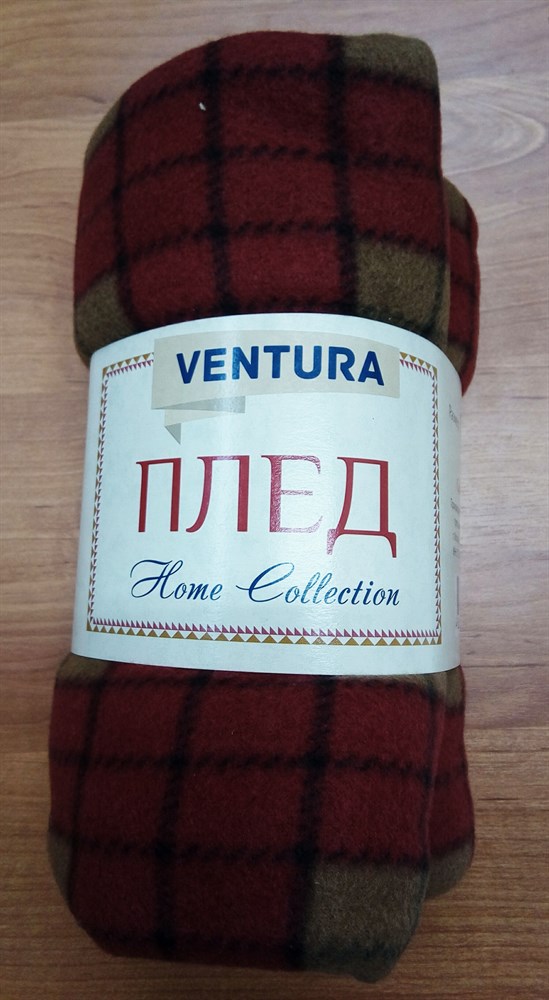 VENTURA
ПЛЕД
Home Collection